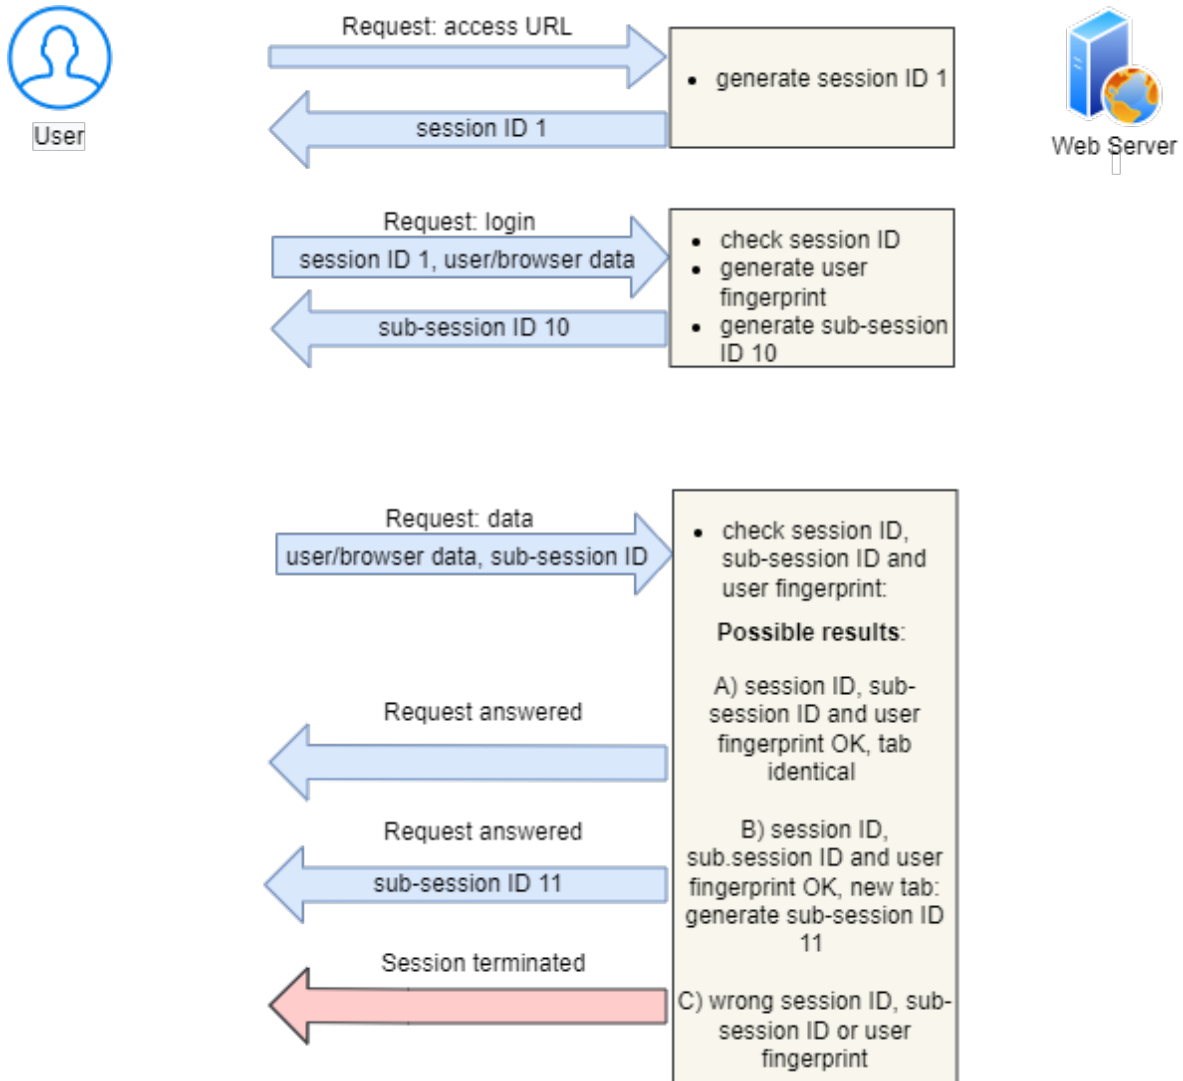 Request: access URL
• generate session ID 1
session ID 1
User
Web Server
Request: login
session ID 1, user/browser data
• check session ID
• generate user
fingerprint
• generate sub-session
ID 10
sub-session ID 10
Request: data
user/browser data, sub-session ID
• check session ID,
sub-session ID and
user fingerprint:
Possible results:
A) session ID, sub-
session ID and user
fingerprint OK, tab
identical
Request answered
B) session ID,
sub.session ID and user
fingerprint OK, new tab:
generate sub-session ID
11
Request answered
sub-session ID 11
Session terminated
C) wrong session ID, sub-
session ID or user
fingerprint